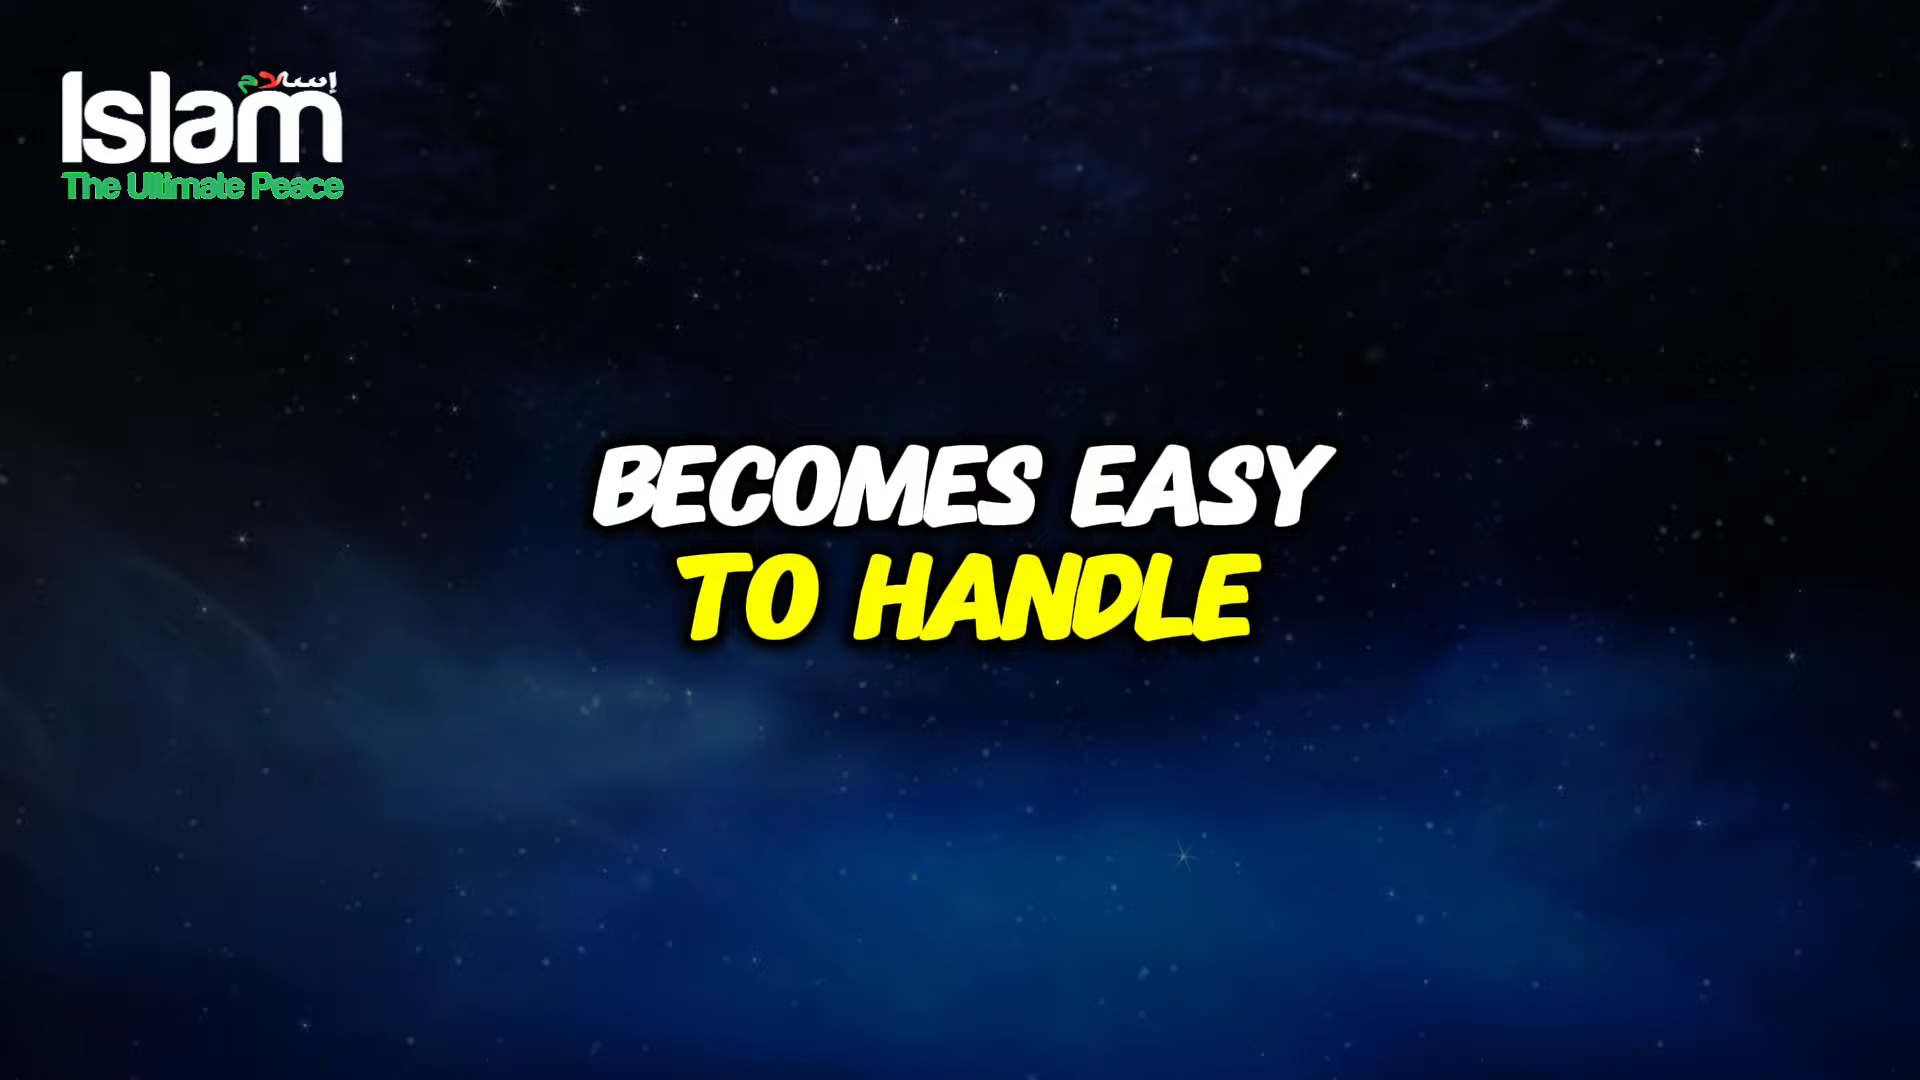 إسلام
Islam
The Ultimate Peace
BECOMES EASY
TO HANDLE